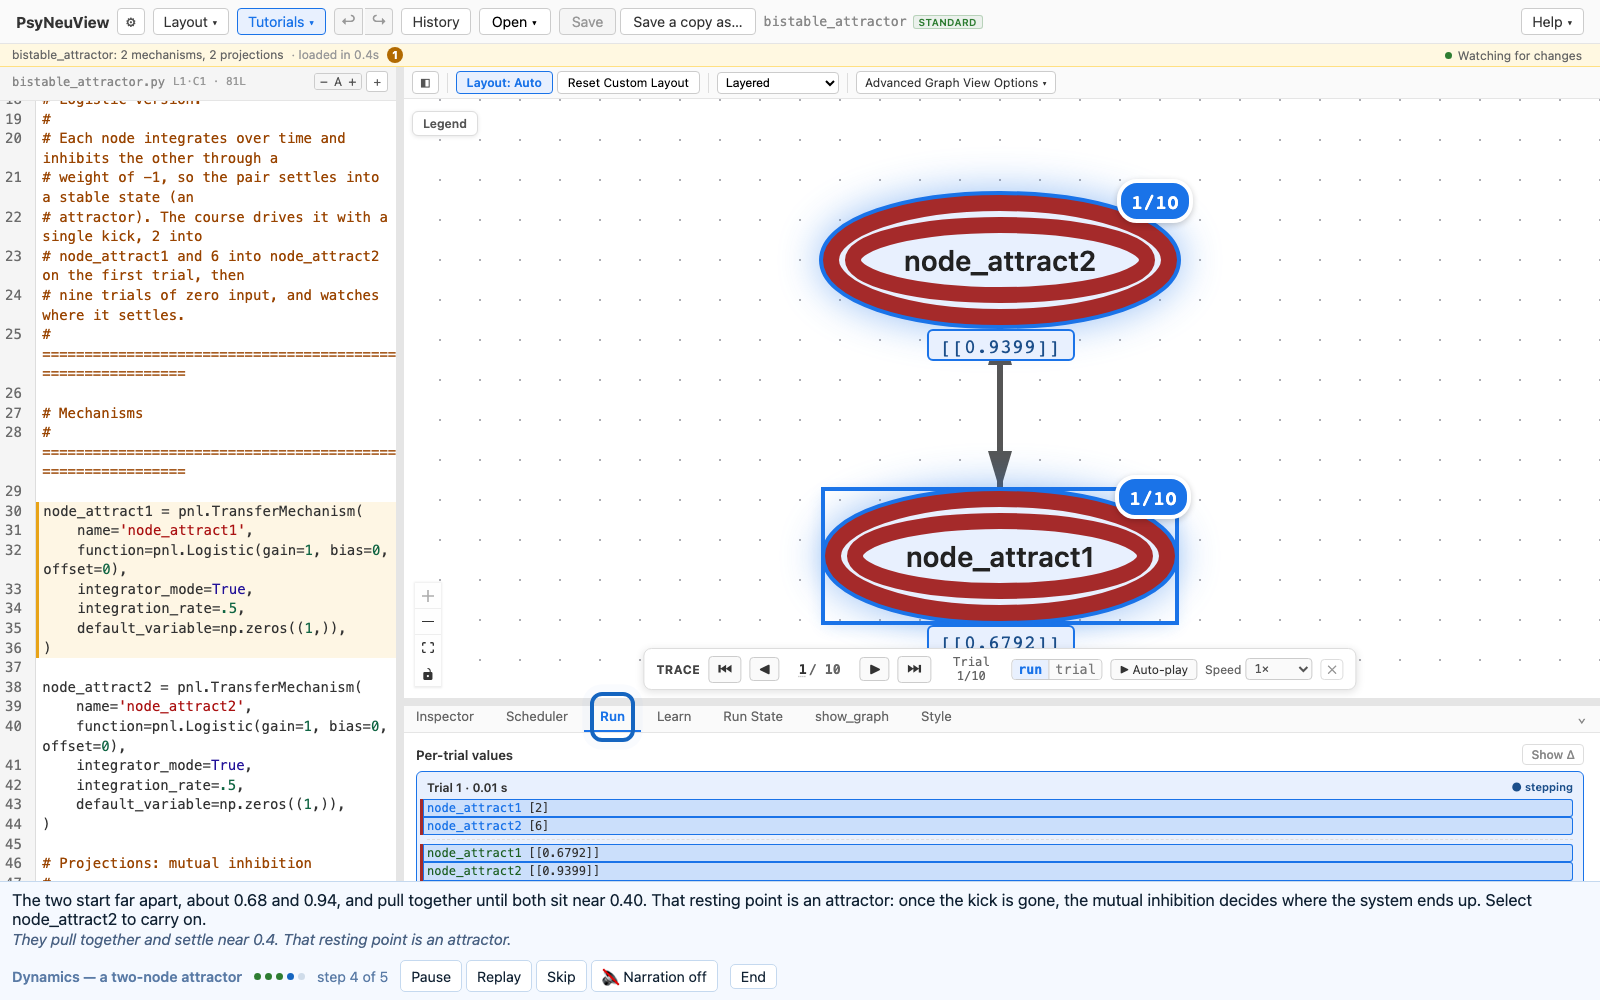 PsyNeuView ⚙ Layout ▾ Tutorials ▾ History Open ▾ Save Save a copy as... bistable_attractor STANDARD Help ▾
bistable_attractor: 2 mechanisms, 2 projections · loaded in 0.4s 1 Watching for changes
bistable_attractor.py L1:C1 · 81L − A + +
Layout: Auto Reset Custom Layout Layered Advanced Graph View Options ▾
Legend
18 # Logistic version.
19 #
20 # Each node integrates over time and
inhibits the other through a
21 # weight of −1, so the pair settles into
a stable state (an
22 # attractor). The course drives it with a
single kick, 2 into
23 # node_attract1 and 6 into node_attract2
on the first trial, then
24 # nine trials of zero input, and watches
where it settles.
25 #
==========================================
=================
26
27 # Mechanisms
28 #
==========================================
=================
29
30 node_attract1 = pnl.TransferMechanism(
31     name='node_attract1',
32     function=pnl.Logistic(gain=1, bias=0,
offset=0),
33     integrator_mode=True,
34     integration_rate=.5,
35     default_variable=np.zeros((1,)),
36 )
37
38 node_attract2 = pnl.TransferMechanism(
39     name='node_attract2',
40     function=pnl.Logistic(gain=1, bias=0,
offset=0),
41     integrator_mode=True,
42     integration_rate=.5,
43     default_variable=np.zeros((1,)),
44 )
45
46 # Projections: mutual inhibition
1/10
node_attract2
[[0.9399]]
1/10
node_attract1
[[0.6792]]
TRACE ⏮ ◀ 1 / 10 ▶ ⏭ Trial 1/10 run trial ▶ Auto-play Speed 1× ✕
Inspector Scheduler Run Learn Run State show_graph Style
Per-trial values Show Δ
Trial 1 · 0.01 s stepping
node_attract1 [2]
node_attract2 [6]
node_attract1 [[0.6792]]
node_attract2 [[0.9399]]
The two start far apart, about 0.68 and 0.94, and pull together until both sit near 0.40. That resting point is an attractor: once the kick is gone, the mutual inhibition decides where the system ends up. Select
node_attract2 to carry on.
They pull together and settle near 0.4. That resting point is an attractor.
Dynamics — a two-node attractor step 4 of 5 Pause Replay Skip Narration off End